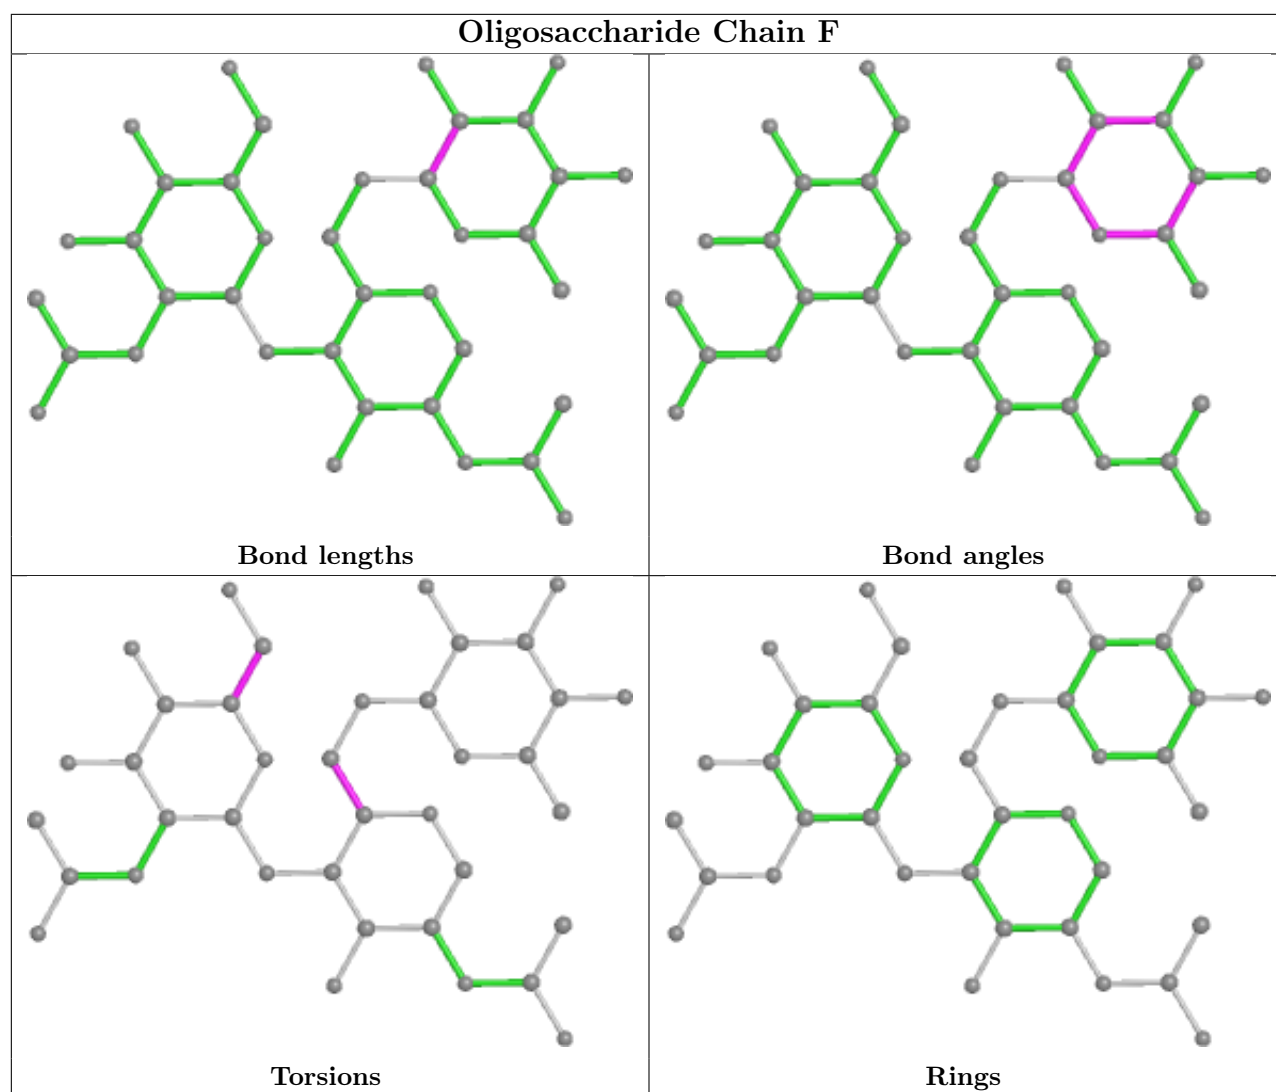 Oligosaccharide Chain F
Bond lengths
Bond angles
Torsions
Rings